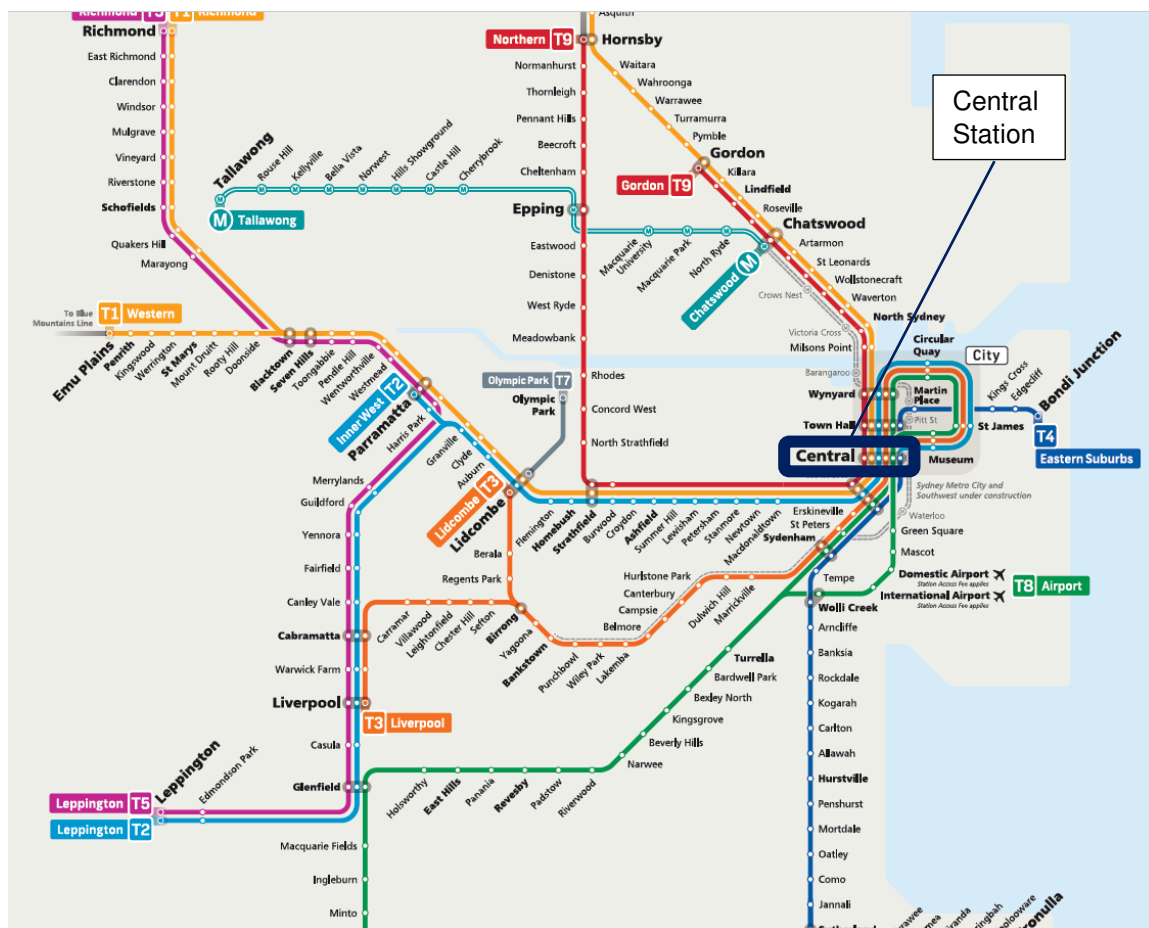 Richmond T5
T1 Richmond
Richmond
East Richmond
Clarendon
Windsor
Mulgrave
Vineyard
Riverstone
Schofields
Quakers Hill
Marayong
Asquith
Northern T9
Hornsby
Normanhurst
Thornleigh
Pennant Hills
Beecroft
Cheltenham
Epping
Eastwood
Denistone
West Ryde
Meadowbank
Rhodes
Concord West
North Strathfield
Waitara
Wahroonga
Warrawee
Turramurra
Pymble
Gordon
Gordon T9
Killara
Lindfield
Roseville
Chatswood
Artarmon
St Leonards
Wollstonecraft
Waverton
North Sydney
Milsons Point
Central
Station
Tallawong
M Tallawong
Rouse Hill
Kellyville
Bella Vista
Norwest
Hills Showground
Castle Hill
Cherrybrook
Macquarie
University
Macquarie Park
North Ryde
Chatswood M
Crows Nest
Victoria Cross
Barangaroo
To Blue
Mountains Line
T1 Western
Emu Plains
Penrith
Kingswood
Werrington
St Marys
Mount Druitt
Rooty Hill
Doonside
Blacktown
Seven Hills
Toongabbie
Pendle Hill
Wentworthville
Westmead
Inner West T2
Parramatta
Harris Park
Granville
Clyde
Auburn
Lidcombe T3
Lidcombe
Olympic Park T7
Olympic
Park
Circular
Quay
City
Wynyard
Martin
Place
Town Hall
Pitt St
St James
Central
Museum
Kings Cross
Edgecliff
Bondi Junction
T4
Eastern Suburbs
Sydney Metro City and
Southwest under construction
Waterloo
Flemington
Homebush
Strathfield
Burwood
Croydon
Ashfield
Summer Hill
Lewisham
Petersham
Stanmore
Newtown
Macdonaldtown
Erskineville
St Peters
Sydenham
Green Square
Mascot
Domestic Airport
Station Access Fee applies
International Airport
Station Access Fee applies
T8 Airport
Merrylands
Guildford
Yennora
Fairfield
Canley Vale
Cabramatta
Warwick Farm
Liverpool
T3 Liverpool
Casula
Glenfield
Berala
Regents Park
Carramar
Villawood
Leightonfield
Chester Hill
Sefton
Birrong
Yagoona
Bankstown
Punchbowl
Wiley Park
Lakemba
Belmore
Campsie
Canterbury
Hurlstone Park
Dulwich Hill
Marrickville
Tempe
Wolli Creek
Arncliffe
Banksia
Rockdale
Kogarah
Carlton
Allawah
Hurstville
Penshurst
Mortdale
Oatley
Como
Jannali
Turrella
Bardwell Park
Bexley North
Kingsgrove
Beverly Hills
Narwee
Riverwood
Padstow
Revesby
Panania
East Hills
Holsworthy
Leppington
Edmondson Park
Leppington T5
Leppington T2
Macquarie Fields
Ingleburn
Minto